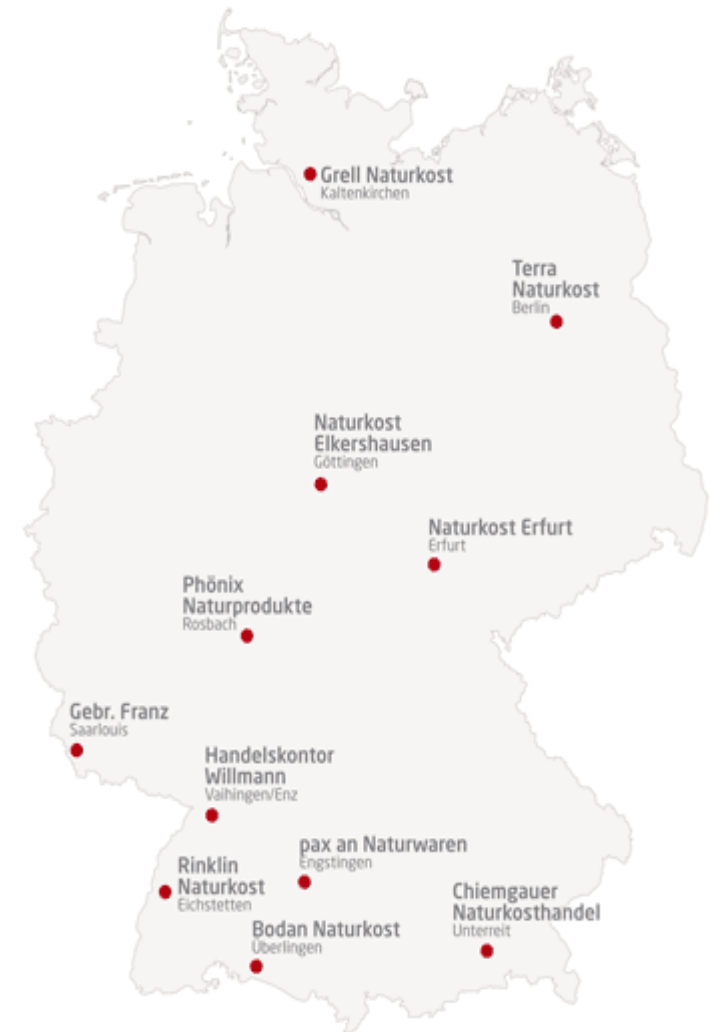 Grell Naturkost
Kaltenkirchen
Terra
Naturkost
Berlin
Naturkost
Elkershausen
Göttingen
Naturkost Erfurt
Erfurt
Phönix
Naturprodukte
Rosbach
Gebr. Franz
Saarlouis
Handelskontor
Willmann
Vaihingen/Enz
pax an Naturwaren
Engstingen
Rinklin
Naturkost
Eichstetten
Chiemgauer
Naturkosthandel
Unterreit
Bodan Naturkost
Überlingen